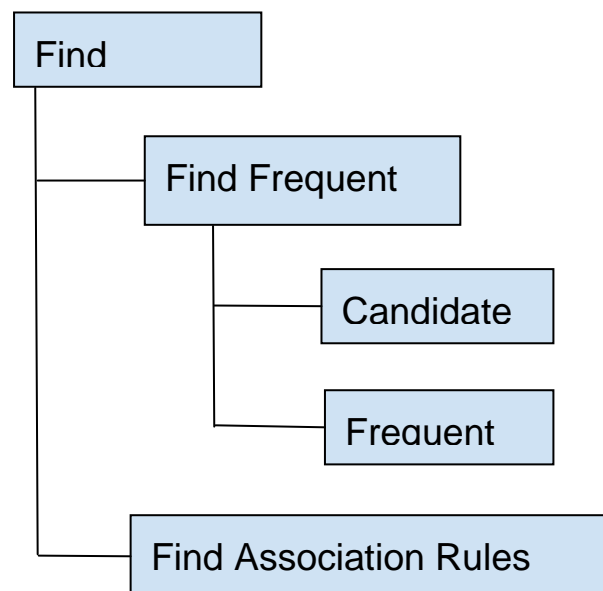 Find
Find Frequent
Candidate
Frequent
Find Association Rules